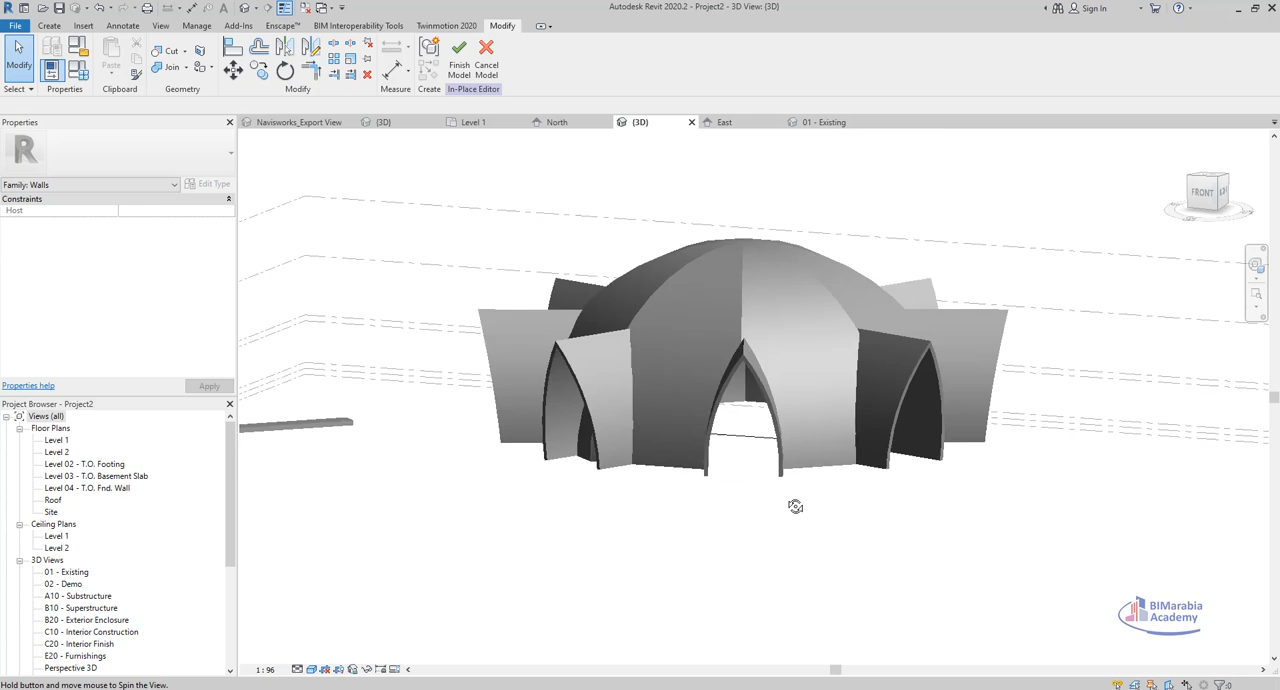 Autodesk Revit 2020.2 - Project2 - 3D View: {3D}
Sign In
File Create Insert Annotate View Manage Add-Ins Enscape™ BIM Interoperability Tools Twinmotion 2020 Modify
Modify Paste Cut Join Finish Model Cancel Model
Select Properties Clipboard Geometry Modify Measure Create In-Place Editor
Properties
Navisworks_Export View {3D} Level 1 North {3D} East 01 - Existing
Family: Walls Edit Type
Constraints
Host
FRONT
Properties help Apply
Project Browser - Project2
Views (all)
Floor Plans
Level 1
Level 2
Level 02 - T.O. Footing
Level 03 - T.O. Basement Slab
Level 04 - T.O. Fnd. Wall
Roof
Site
Ceiling Plans
Level 1
Level 2
3D Views
01 - Existing
02 - Demo
A10 - Substructure
B10 - Superstructure
B20 - Exterior Enclosure
C10 - Interior Construction
C20 - Interior Finish
E20 - Furnishings
Perspective 3D
BIMarabia
Academy
1 : 96
Hold button and move mouse to Spin the View.
:0